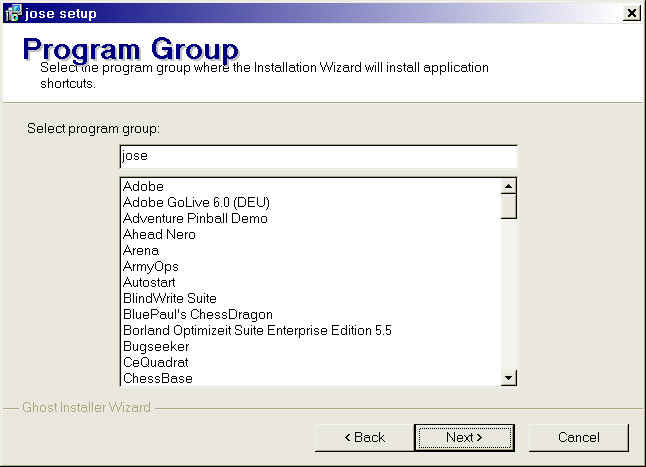 jose setup
Program Group
Select the program group where the Installation Wizard will install application
shortcuts.
Select program group:
jose
Adobe
Adobe GoLive 6.0 (DEU)
Adventure Pinball Demo
Ahead Nero
Arena
ArmyOps
Autostart
BlindWrite Suite
BluePaul's ChessDragon
Borland Optimizeit Suite Enterprise Edition 5.5
Bugseeker
CeQuadrat
ChessBase
Ghost Installer Wizard
< Back
Next >
Cancel